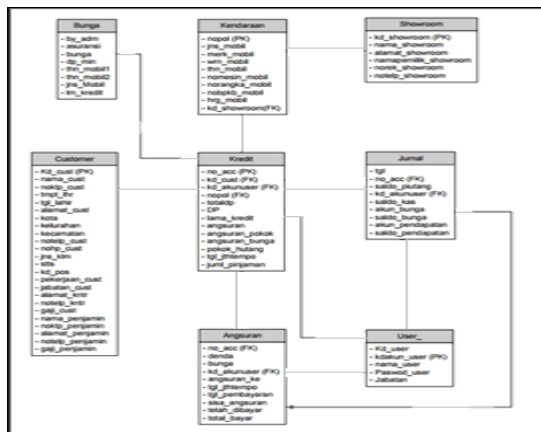 Bunga
- by_adm
- asuransi
- bunga
- dp_min
- thn_mobil1
- thn_mobil2
- jns_Mobil
- lm_kredit
Kendaraan
- nopol (PK)
- jns_mobil
- merk_mobil
- wrn_mobil
- thn_mobil
- nomesin_mobil
- norangka_mobil
- nobpkb_mobil
- hrg_mobil
- kd_showroom(FK)
Showroom
- kd_showroom (PK)
- nama_showroom
- alamat_showroom
- namapemilik_showroom
- norek_showroom
- notelp_showroom
Customer
- Kd_cust (PK)
- nama_cust
- noktp_cust
- tmpt_lhr
- tgl_lahir
- alamat_cust
- kota
- kelurahan
- kecamatan
- notelp_cust
- nohp_cust
- jns_klm
- stts
- kd_pos
- pekerjaan_cust
- jabatan_cust
- alamat_kntr
- notelp_kntr
- gaji_cust
- nama_penjamin
- noktp_penjamin
- alamat_penjamin
- notelp_penjamin
- gaji_penjamin
Kredit
- no_acc (PK)
- kd_cust (FK)
- kd_akunuser (FK)
- nopol (FK)
- totaldp
- DP
- lama_kredit
- angsuran
- angsuran_pokok
- angsuran_bunga
- pokok_hutang
- tgl_jthtempo
- juml_pinjaman
Jurnal
- tgl
- no_acc (FK)
- saldo_piutang
- kd_akunuser (FK)
- saldo_kas
- akun_bunga
- saldo_bunga
- akun_pendapatan
- saldo_pendapatan
Angsuran
- no_acc (FK)
- denda
- bunga
- kd_akunuser (FK)
- angsuran_ke
- tgl_jthtempo
- tgl_pembayaran
- sisa_angsuran
- telah_dibayar
- total_bayar
User_
- Kd_user
- kdakun_user (PK)
- nama_user
- Paswod_user
- Jabatan